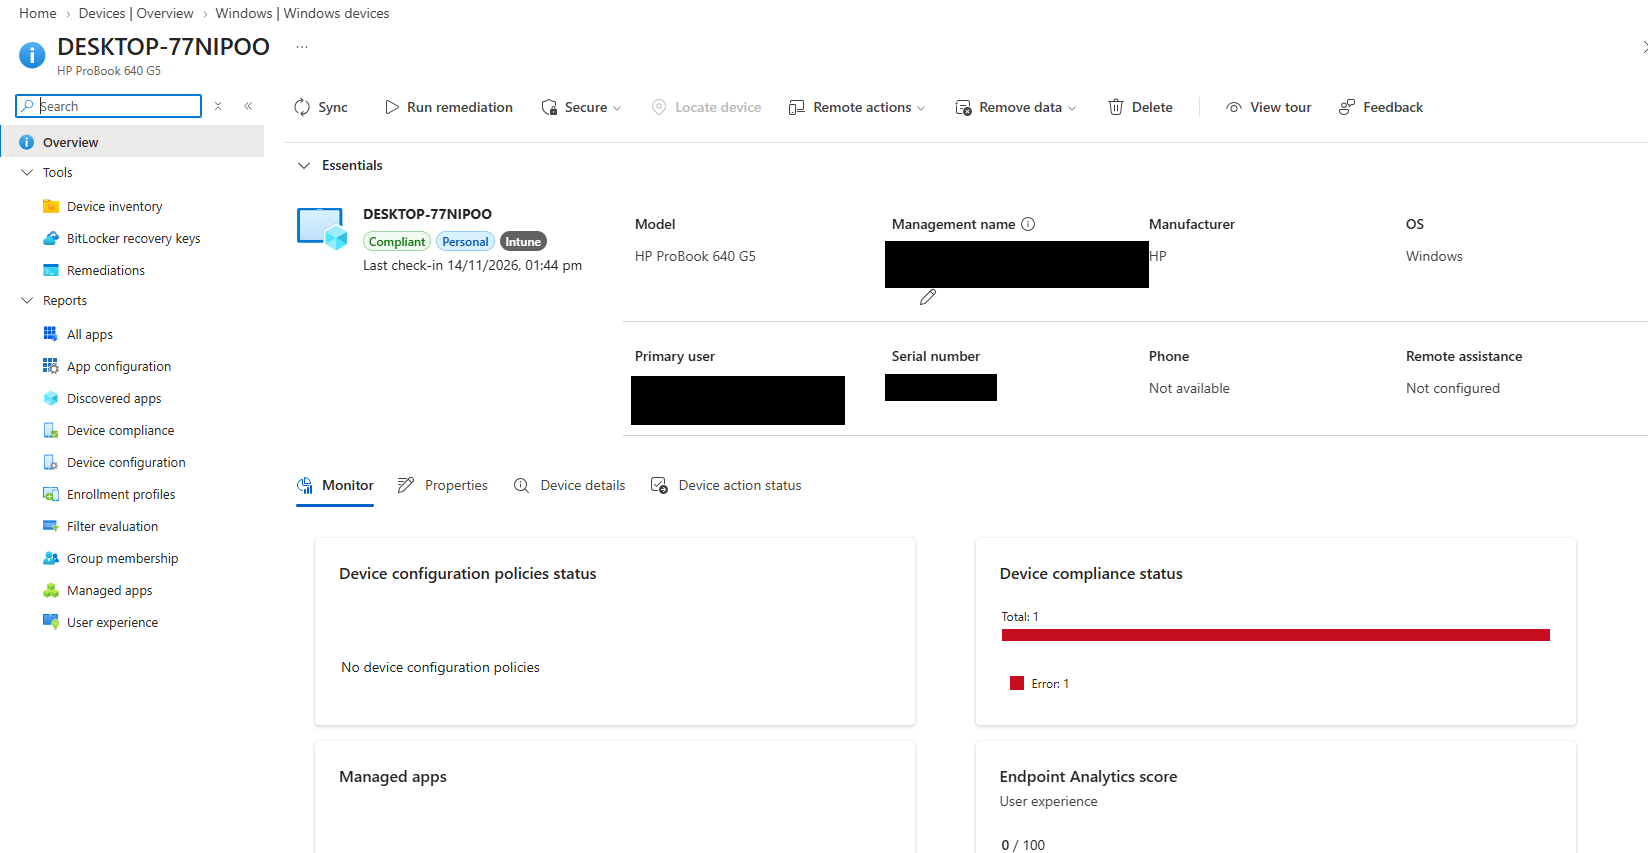 Home > Devices | Overview > Windows | Windows devices
DESKTOP-77NIPOO ...
HP ProBook 640 G5
Search
Overview
Tools
Device inventory
BitLocker recovery keys
Remediations
Reports
All apps
App configuration
Discovered apps
Device compliance
Device configuration
Enrollment profiles
Filter evaluation
Group membership
Managed apps
User experience
Sync Run remediation Secure Locate device Remote actions Remove data Delete View tour Feedback
Essentials
DESKTOP-77NIPOO
Compliant Personal Intune
Last check-in 14/11/2026, 01:44 pm
Model Management name Manufacturer OS
HP ProBook 640 G5 HP Windows
Primary user Serial number Phone Remote assistance
Not available Not configured
Monitor Properties Device details Device action status
Device configuration policies status
No device configuration policies
Device compliance status
Total: 1
Error: 1
Managed apps
Endpoint Analytics score
User experience
0 / 100